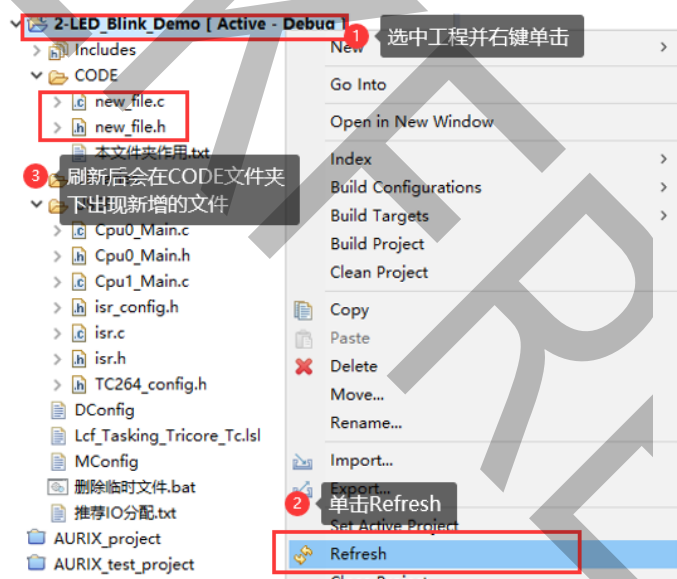 2-LED_Blink_Demo [ Active - Debug ]
1 选中工程并右键单击
Includes
CODE
new_file.c
new_file.h
本文件夹作用.txt
3 刷新后会在CODE文件夹
下出现新增的文件
Cpu0_Main.c
Cpu0_Main.h
Cpu1_Main.c
isr_config.h
isr.c
isr.h
TC264_config.h
DConfig
Lcf_Tasking_Tricore_Tc.lsl
MConfig
删除临时文件.bat
推荐IO分配.txt
AURIX_project
AURIX_test_project
New
Go Into
Open in New Window
Index
Build Configurations
Build Targets
Build Project
Clean Project
Copy
Paste
Delete
Move...
Rename...
Import...
Export...
2 单击Refresh
Set Active Project
Refresh